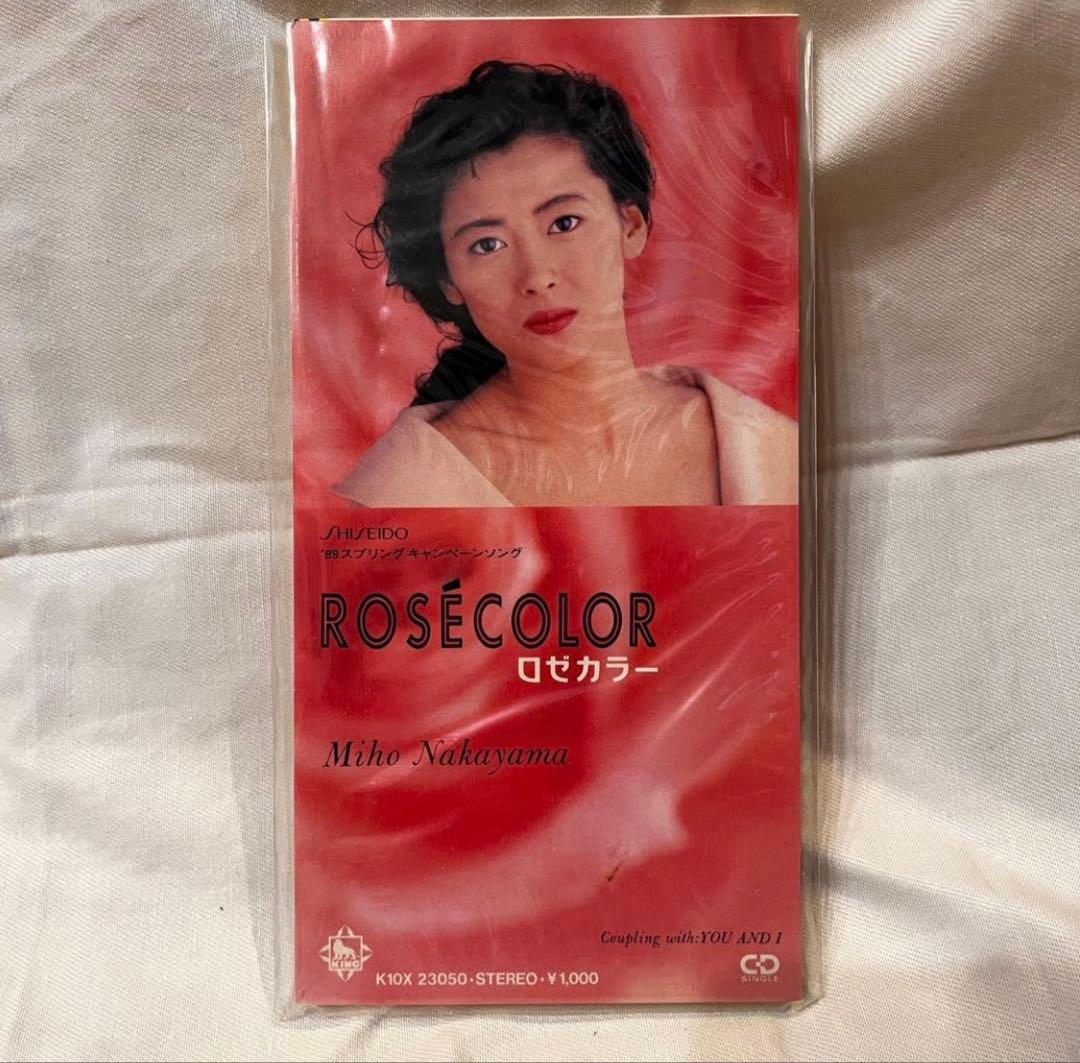 SHISEIDO
'89スプリングキャンペーンソング
ROSÉCOLOR
ロゼカラー
Miho Nakayama
Coupling with:YOU AND I
KING
K10X 23050・STEREO・¥1,000
CD
SINGLE